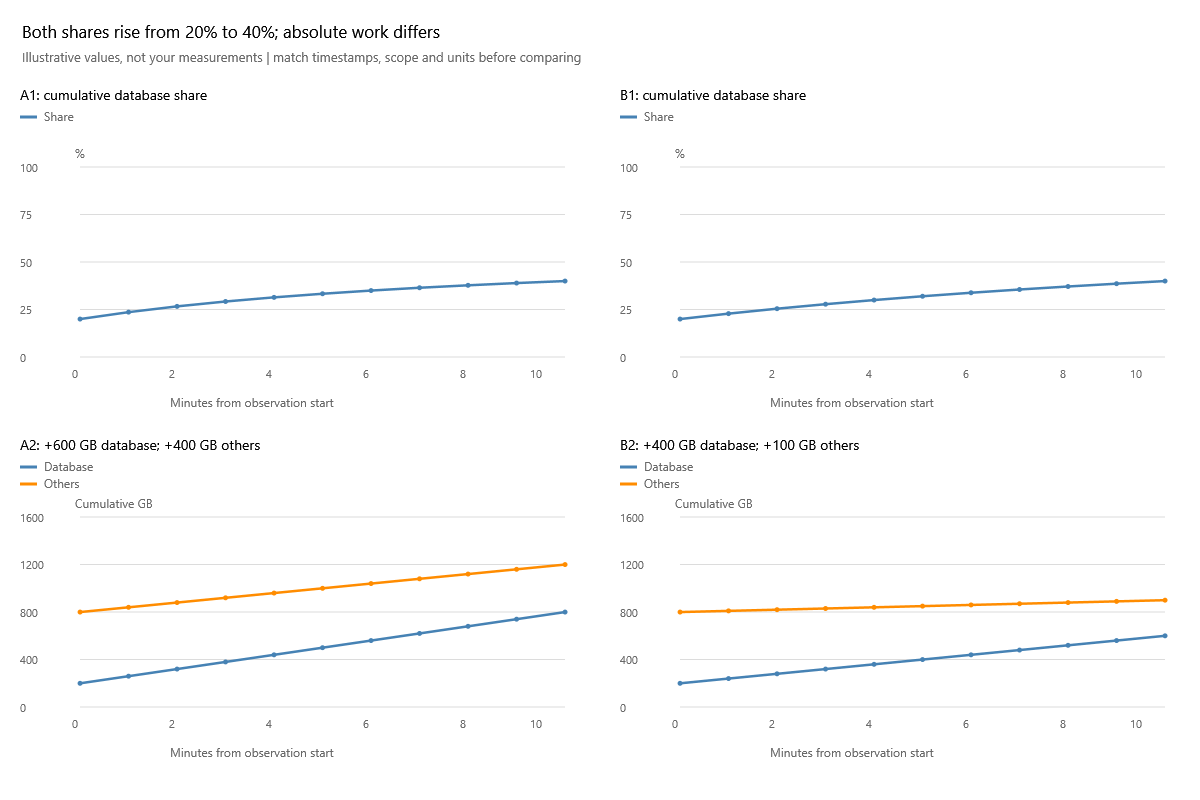 Both shares rise from 20% to 40%; absolute work differs
Illustrative values, not your measurements | match timestamps, scope and units before comparing
A1: cumulative database share
Share
%
100
75
50
25
0
0 2 4 6 8 10
Minutes from observation start
B1: cumulative database share
Share
%
100
75
50
25
0
0 2 4 6 8 10
Minutes from observation start
A2: +600 GB database; +400 GB others
Database
Others
Cumulative GB
1600
1200
800
400
0
0 2 4 6 8 10
Minutes from observation start
B2: +400 GB database; +100 GB others
Database
Others
Cumulative GB
1600
1200
800
400
0
0 2 4 6 8 10
Minutes from observation start